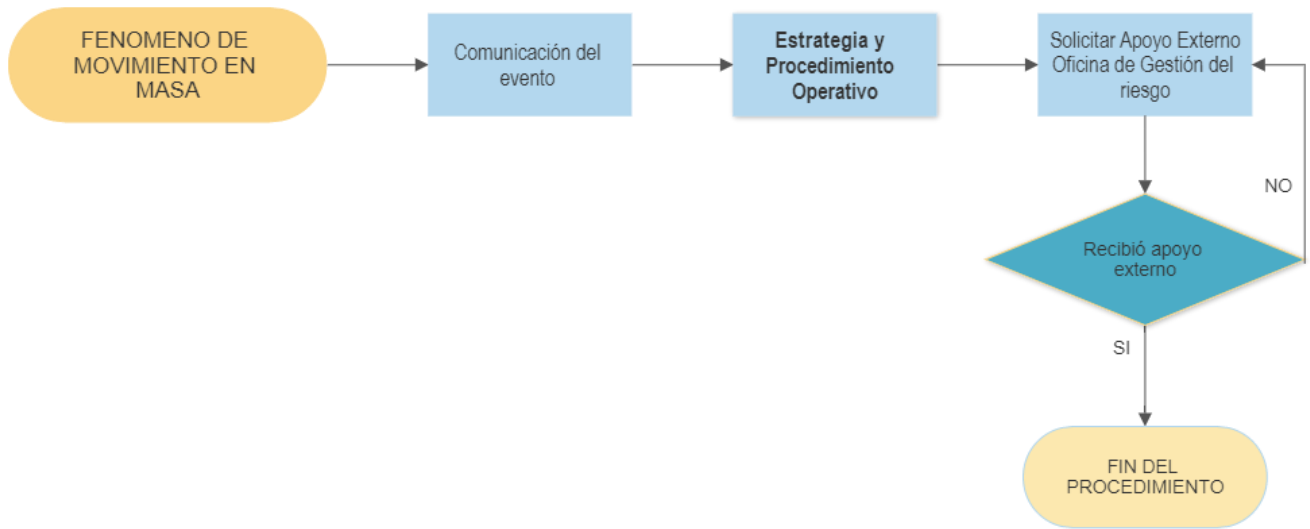 FENOMENO DE
MOVIMIENTO EN
MASA
Comunicación del
evento
Estrategia y
Procedimiento
Operativo
Solicitar Apoyo Externo
Oficina de Gestión del
riesgo
NO
Recibió apoyo
externo
SI
FIN DEL
PROCEDIMIENTO